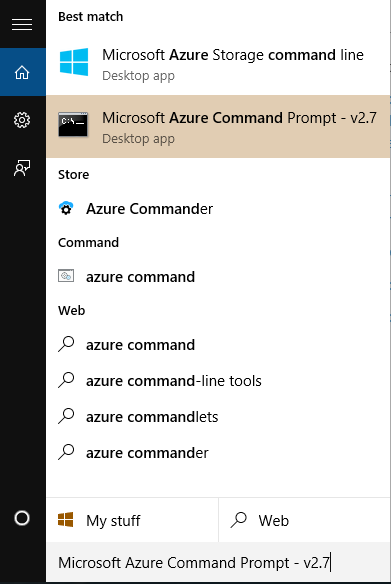 Best match
Microsoft Azure Storage command line
Desktop app
C:\_
Microsoft Azure Command Prompt - v2.7
Desktop app
Store
Azure Commander
Command
azure command
Web
azure command
azure command-line tools
azure commandlets
azure commander
My stuff
Web
Microsoft Azure Command Prompt - v2.7